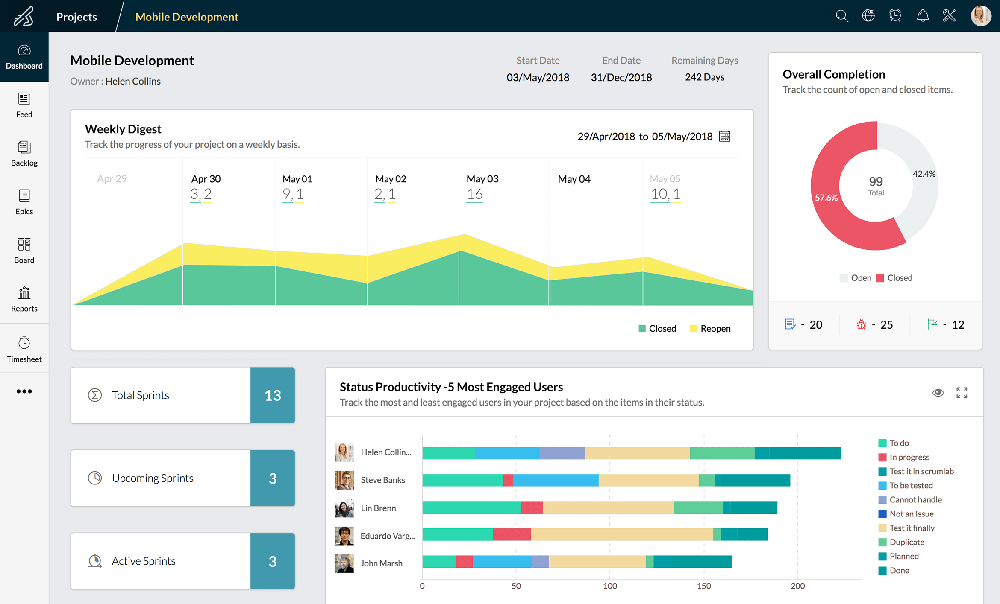 Projects
Mobile Development
Dashboard
Feed
Backlog
Epics
Board
Reports
Timesheet
Mobile Development
Owner : Helen Collins
Start Date
03/May/2018
End Date
31/Dec/2018
Remaining Days
242 Days
Weekly Digest
Track the progress of your project on a weekly basis.
29/Apr/2018 to 05/May/2018
Apr 29
Apr 30
3, 2
May 01
9, 1
May 02
2, 1
May 03
16
May 04
May 05
10, 1
Closed
Reopen
Overall Completion
Track the count of open and closed items.
42.4%
57.6%
99
Total
Open
Closed
- 20
- 25
- 12
Total Sprints
13
Upcoming Sprints
3
Active Sprints
3
Status Productivity -5 Most Engaged Users
Track the most and least engaged users in your project based on the items in their status.
Helen Collin...
Steve Banks
Lin Brenn
Eduardo Varg...
John Marsh
0
50
100
150
200
To do
In progress
Test it in scrumlab
To be tested
Cannot handle
Not an Issue
Test it finally
Duplicate
Planned
Done